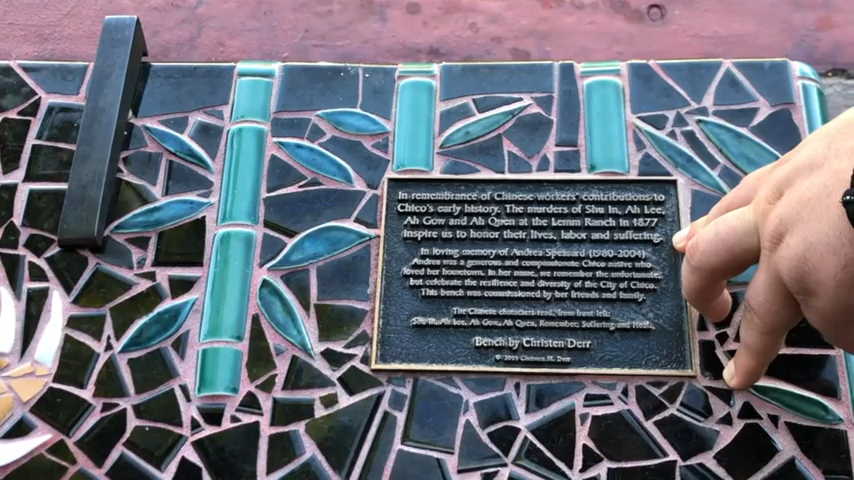 In remembrance of Chinese workers' contributions to
Chico's early history. The murders of Shu In, Ah Lee,
Ah Gow and Ah Quen at the Lemm Ranch in 1877
Inspire us to honor their lives, labor and suffering.
In loving memory of Andrea (1980-2004)
Andrea was a generous and compassionate Chico native who
loved her hometown. In her name, we remember the unfortunate,
but celebrate the resilience and diversity of the City of Chico.
This bench was commissioned by her friends and family.
The Chinese characters read, from front left:
Shu In, Ah Lee, Ah Gow, Ah Quen, Remember, Suffering, and Heal.
Bench by Christen Derr
© Christen M. Derr